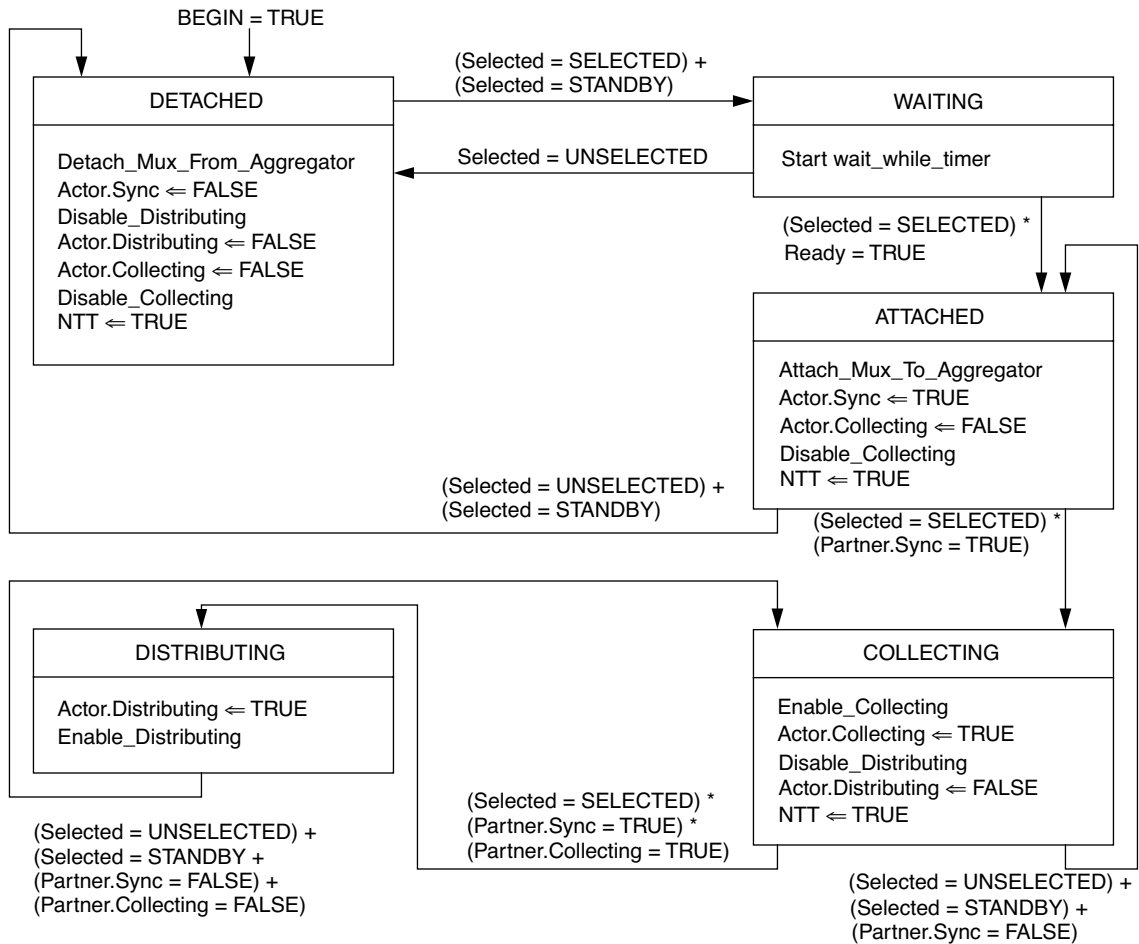 BEGIN = TRUE
DETACHED
Detach_Mux_From_Aggregator
Actor.Sync ⇐ FALSE
Disable_Distributing
Actor.Distributing ⇐ FALSE
Actor.Collecting ⇐ FALSE
Disable_Collecting
NTT ⇐ TRUE
(Selected = SELECTED) +
(Selected = STANDBY)
Selected = UNSELECTED
WAITING
Start wait_while_timer
(Selected = SELECTED) *
Ready = TRUE
ATTACHED
Attach_Mux_To_Aggregator
Actor.Sync ⇐ TRUE
Actor.Collecting ⇐ FALSE
Disable_Collecting
NTT ⇐ TRUE
(Selected = UNSELECTED) +
(Selected = STANDBY)
(Selected = SELECTED) *
(Partner.Sync = TRUE)
DISTRIBUTING
Actor.Distributing ⇐ TRUE
Enable_Distributing
(Selected = UNSELECTED) +
(Selected = STANDBY +
(Partner.Sync = FALSE) +
(Partner.Collecting = FALSE)
(Selected = SELECTED) *
(Partner.Sync = TRUE) *
(Partner.Collecting = TRUE)
COLLECTING
Enable_Collecting
Actor.Collecting ⇐ TRUE
Disable_Distributing
Actor.Distributing ⇐ FALSE
NTT ⇐ TRUE
(Selected = UNSELECTED) +
(Selected = STANDBY) +
(Partner.Sync = FALSE)